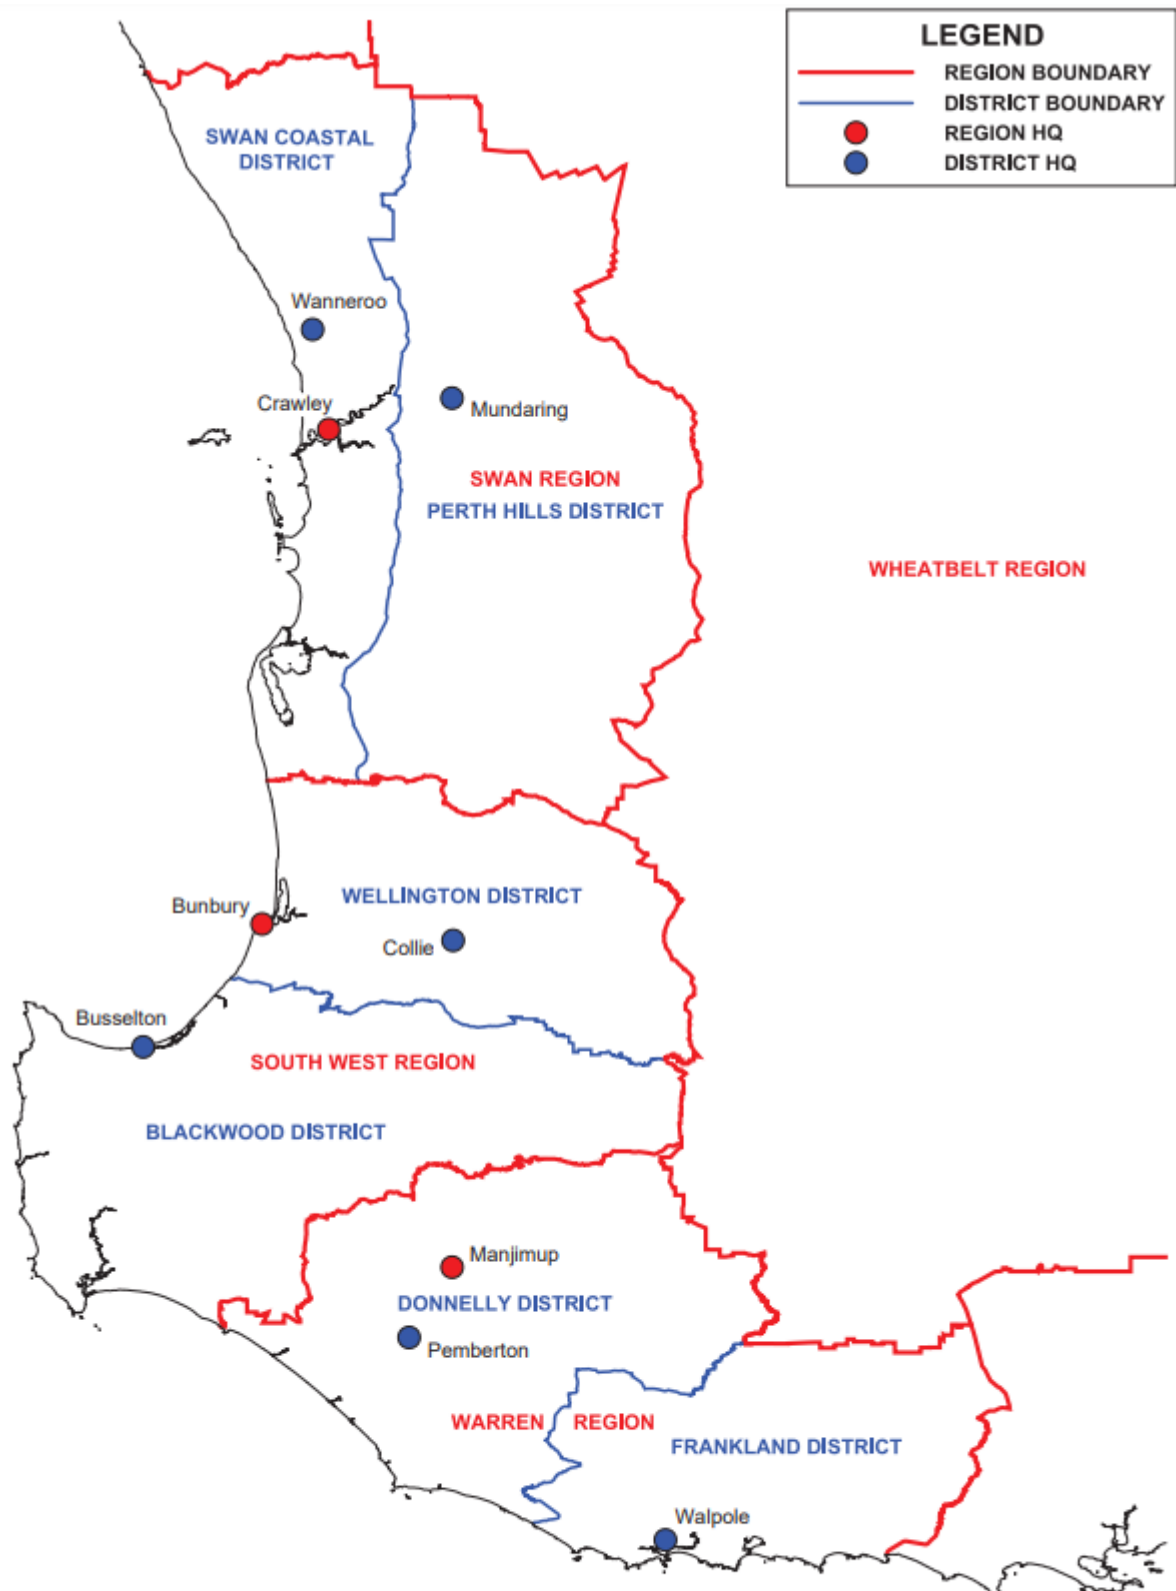 LEGEND
REGION BOUNDARY
DISTRICT BOUNDARY
REGION HQ
DISTRICT HQ
SWAN COASTAL
DISTRICT
Wanneroo
Crawley
Mundaring
SWAN REGION
PERTH HILLS DISTRICT
WHEATBELT REGION
WELLINGTON DISTRICT
Bunbury
Collie
Busselton
SOUTH WEST REGION
BLACKWOOD DISTRICT
Manjimup
DONNELLY DISTRICT
Pemberton
WARREN REGION
FRANKLAND DISTRICT
Walpole